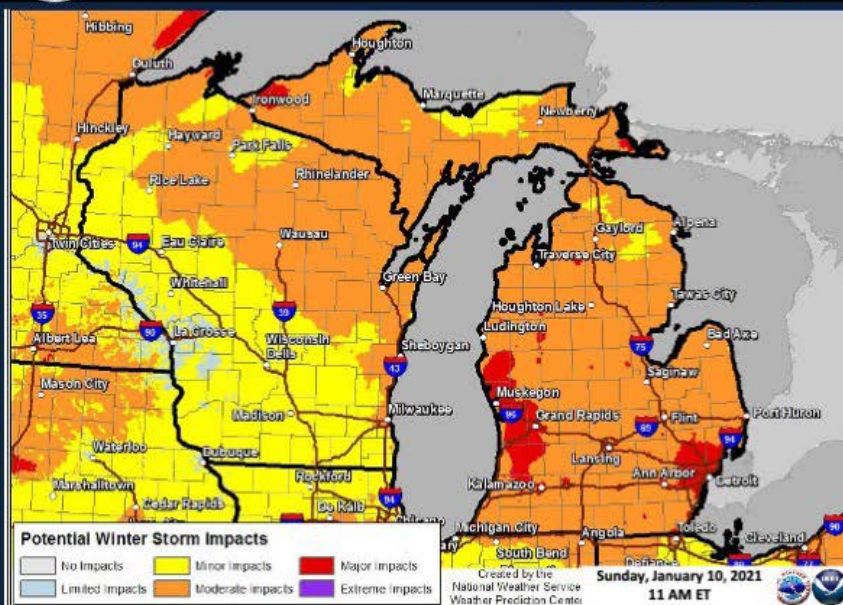 Hibbing
Houghton
Duluth
Ironwood
Marquette
Newberry
Hinckley
Hayward
Park Falls
Rice Lake
Rhinelander
Alpena
Gaylord
Twin Cities
94
Eau Claire
Wausau
Traverse City
Green Bay
Whitehall
Houghton Lake
Tawas City
35
39
Ludington
Bad Axe
Albert Lea
90
La Crosse
Wisconsin
Dells
Sheboygan
75
43
Saginaw
Mason City
Muskegon
96
Grand Rapids
Flint
Port Huron
Madison
Milwaukee
69
94
Waterloo
Dubuque
Lansing
Rockford
Kalamazoo
Ann Arbor
Detroit
Marshalltown
Cedar Rapids
De Kalb
94
Chicago
Michigan City
Angola
Toledo
Cleveland
90
South Bend
Defiance
Potential Winter Storm Impacts
No Impacts
Minor Impacts
Major Impacts
Limited Impacts
Moderate Impacts
Extreme Impacts
Created by the
National Weather Service
Weather Prediction Center
Sunday, January 10, 2021
11 AM ET